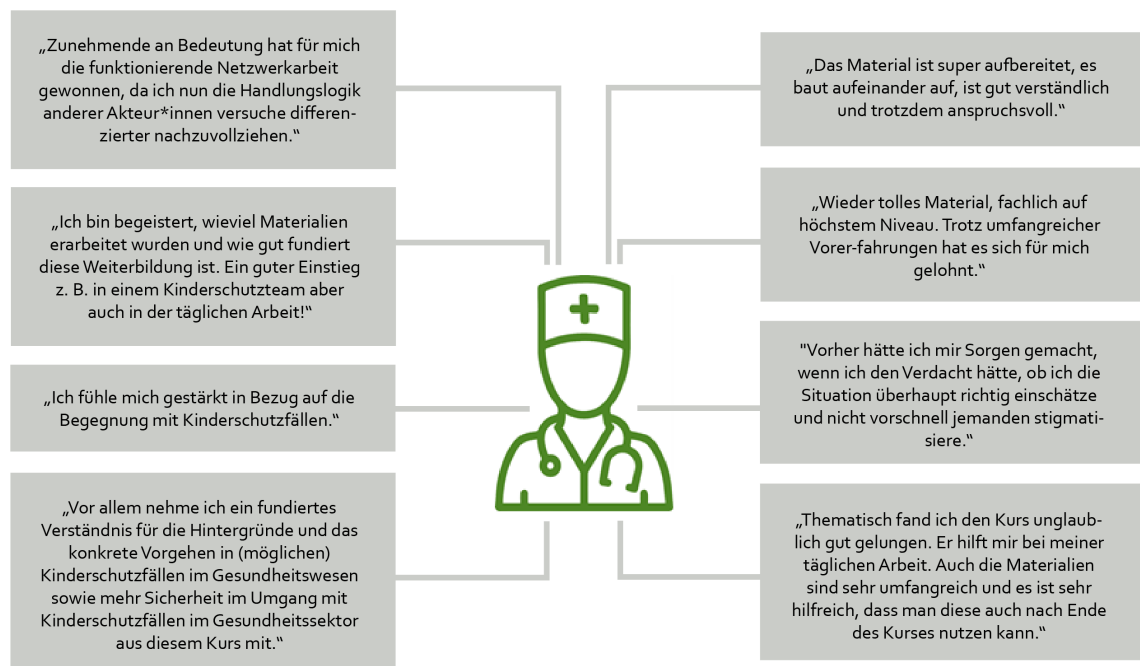 „Zunehmende an Bedeutung hat für mich
die funktionierende Netzwerkarbeit
gewonnen, da ich nun die Handlungslogik
anderer Akteur*innen versuche differen-
zierter nachzuvollziehen.“
„Ich bin begeistert, wieviel Materialien
erarbeitet wurden und wie gut fundiert
diese Weiterbildung ist. Ein guter Einstieg
z. B. in einem Kinderschutzteam aber
auch in der täglichen Arbeit!“
„Ich fühle mich gestärkt in Bezug auf die
Begegnung mit Kinderschutzfällen.“
„Vor allem nehme ich ein fundiertes
Verständnis für die Hintergründe und das
konkrete Vorgehen in (möglichen)
Kinderschutzfällen im Gesundheitswesen
sowie mehr Sicherheit im Umgang mit
Kinderschutzfällen im Gesundheitssektor
aus diesem Kurs mit.“
„Das Material ist super aufbereitet, es
baut aufeinander auf, ist gut verständlich
und trotzdem anspruchsvoll.“
„Wieder tolles Material, fachlich auf
höchstem Niveau. Trotz umfangreicher
Vorer-fahrungen hat es sich für mich
gelohnt.“
"Vorher hätte ich mir Sorgen gemacht,
wenn ich den Verdacht hätte, ob ich die
Situation überhaupt richtig einschätze
und nicht vorschnell jemanden stigmati-
siere.“
„Thematisch fand ich den Kurs unglaub-
lich gut gelungen. Er hilft mir bei meiner
täglichen Arbeit. Auch die Materialien
sind sehr umfangreich und es ist sehr
hilfreich, dass man diese auch nach Ende
des Kurses nutzen kann.“